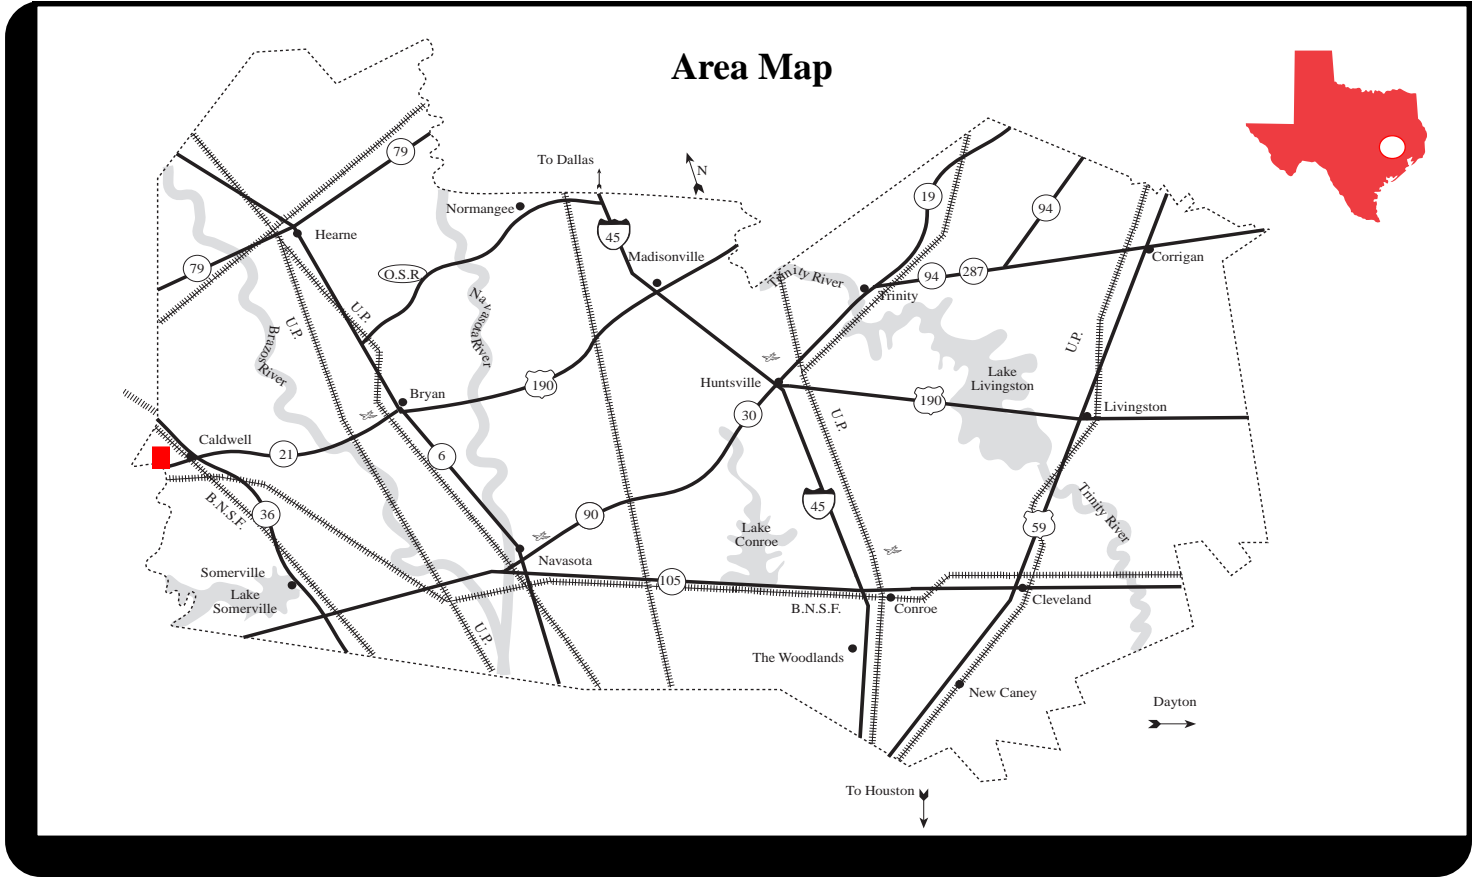 Area Map
79
To Dallas
N
19
94
Normangee
45
Hearne
Madisonville
Corrigan
79
O.S.R.
94
287
Trinity River
Trinity
Navasota River
U.P.
U.P.
U.P.
Brazos River
190
Huntsville
Lake
Livingston
Bryan
30
190
Livingston
U.P.
Caldwell
21
6
B.N.S.F.
36
90
45
Lake
Conroe
59
Trinity River
Navasota
Somerville
Lake
Somerville
105
B.N.S.F.
Conroe
Cleveland
U.P.
The Woodlands
New Caney
Dayton
To Houston